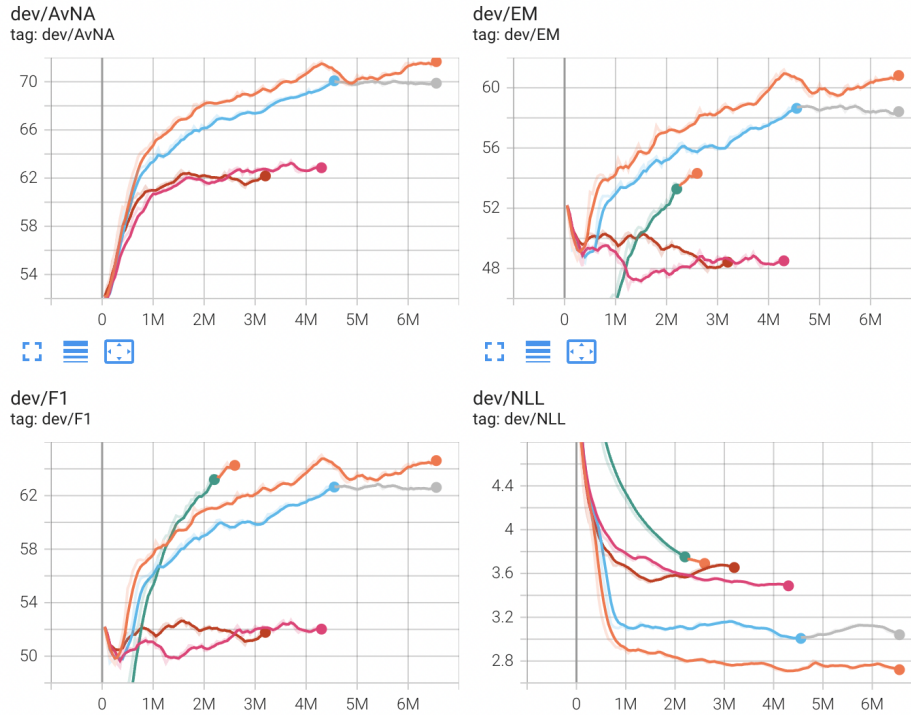 dev/AvNA
tag: dev/AvNA
70
66
62
58
54
0 1M 2M 3M 4M 5M 6M
dev/EM
tag: dev/EM
60
56
52
48
0 1M 2M 3M 4M 5M 6M
dev/F1
tag: dev/F1
62
58
54
50
0 1M 2M 3M 4M 5M 6M
dev/NLL
tag: dev/NLL
4.4
4
3.6
3.2
2.8
0 1M 2M 3M 4M 5M 6M